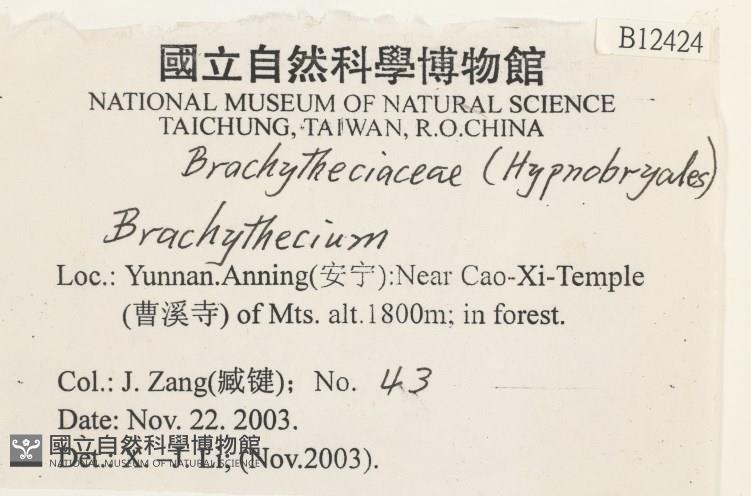 B12424
國立自然科學博物館
NATIONAL MUSEUM OF NATURAL SCIENCE
TAICHUNG, TAIWAN, R.O.CHINA
Brachytheciaceae (Hypnobryales)
Brachythecium
Loc.: Yunnan.Anning(安宁):Near Cao-Xi-Temple
(曹溪寺) of Mts. alt.1800m; in forest.
Col.: J. Zang(臧键); No. 43
Date: Nov. 22. 2003.
國立自然科學博物館
NATIONAL MUSEUM OF NATURAL SCIENCE
Det.: X. – J. Li, (Nov.2003).